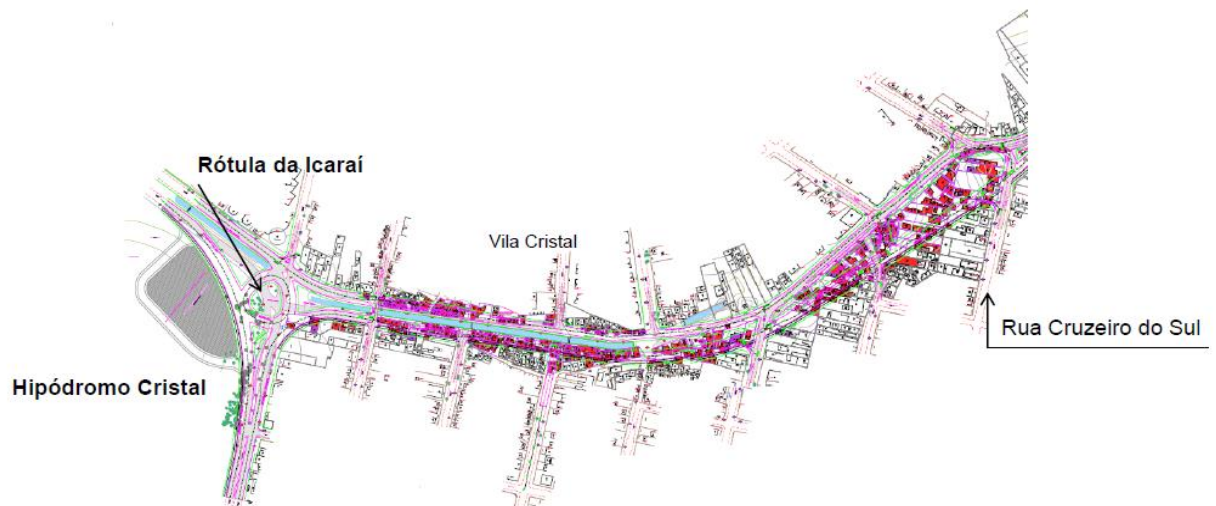 Rótula da Icaraí
Vila Cristal
Rua Cruzeiro do Sul
Hipódromo Cristal